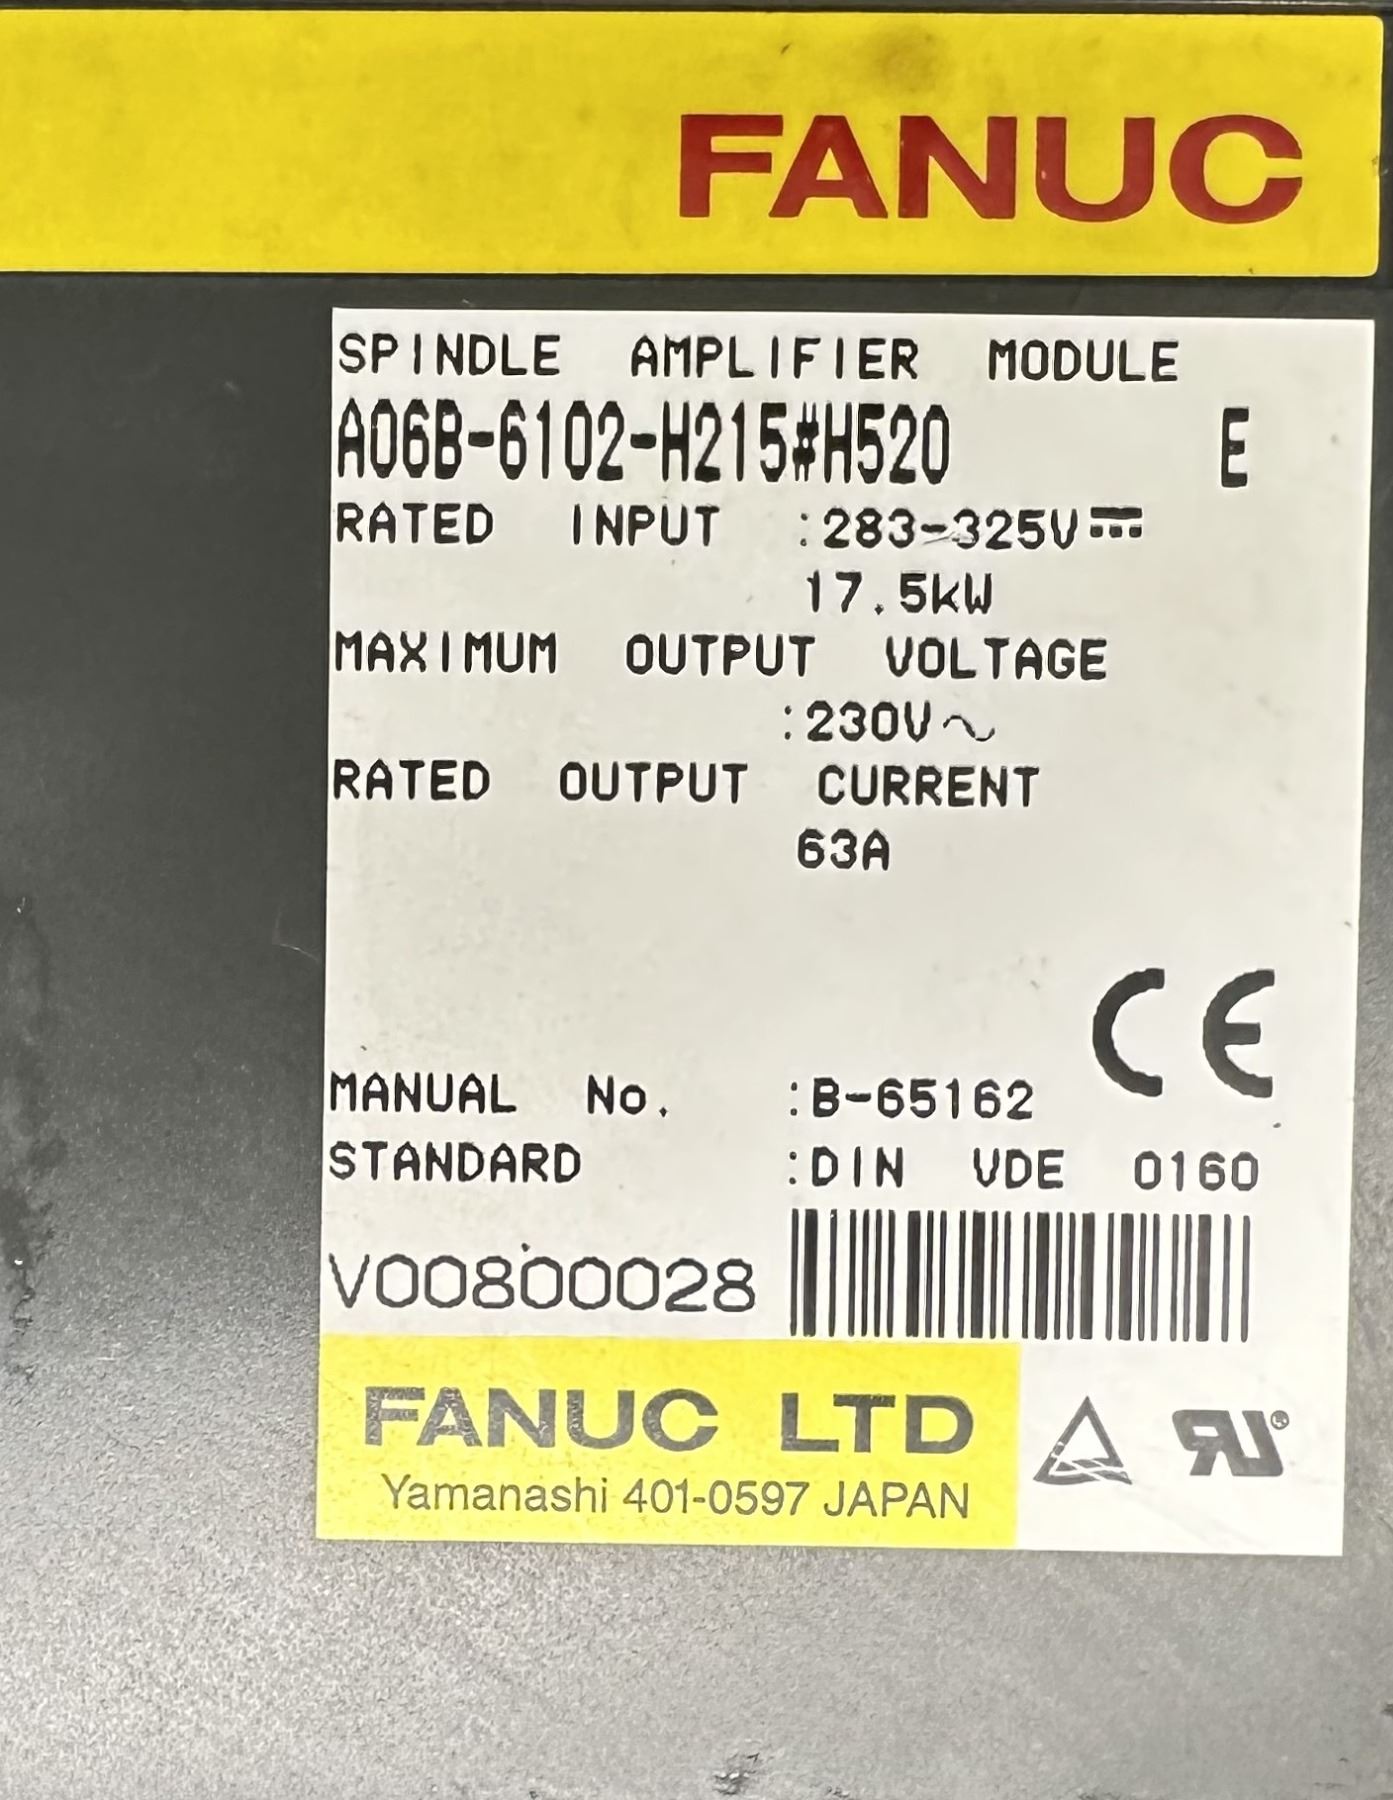 FANUC
SPINDLE AMPLIFIER MODULE
A06B-6102-H215#H520 E
RATED INPUT :283-325V⎓
17.5kW
MAXIMUM OUTPUT VOLTAGE
:230V~
RATED OUTPUT CURRENT
63A
CE
MANUAL No. :B-65162
STANDARD :DIN VDE 0160
V00800028
FANUC LTD
Yamanashi 401-0597 JAPAN